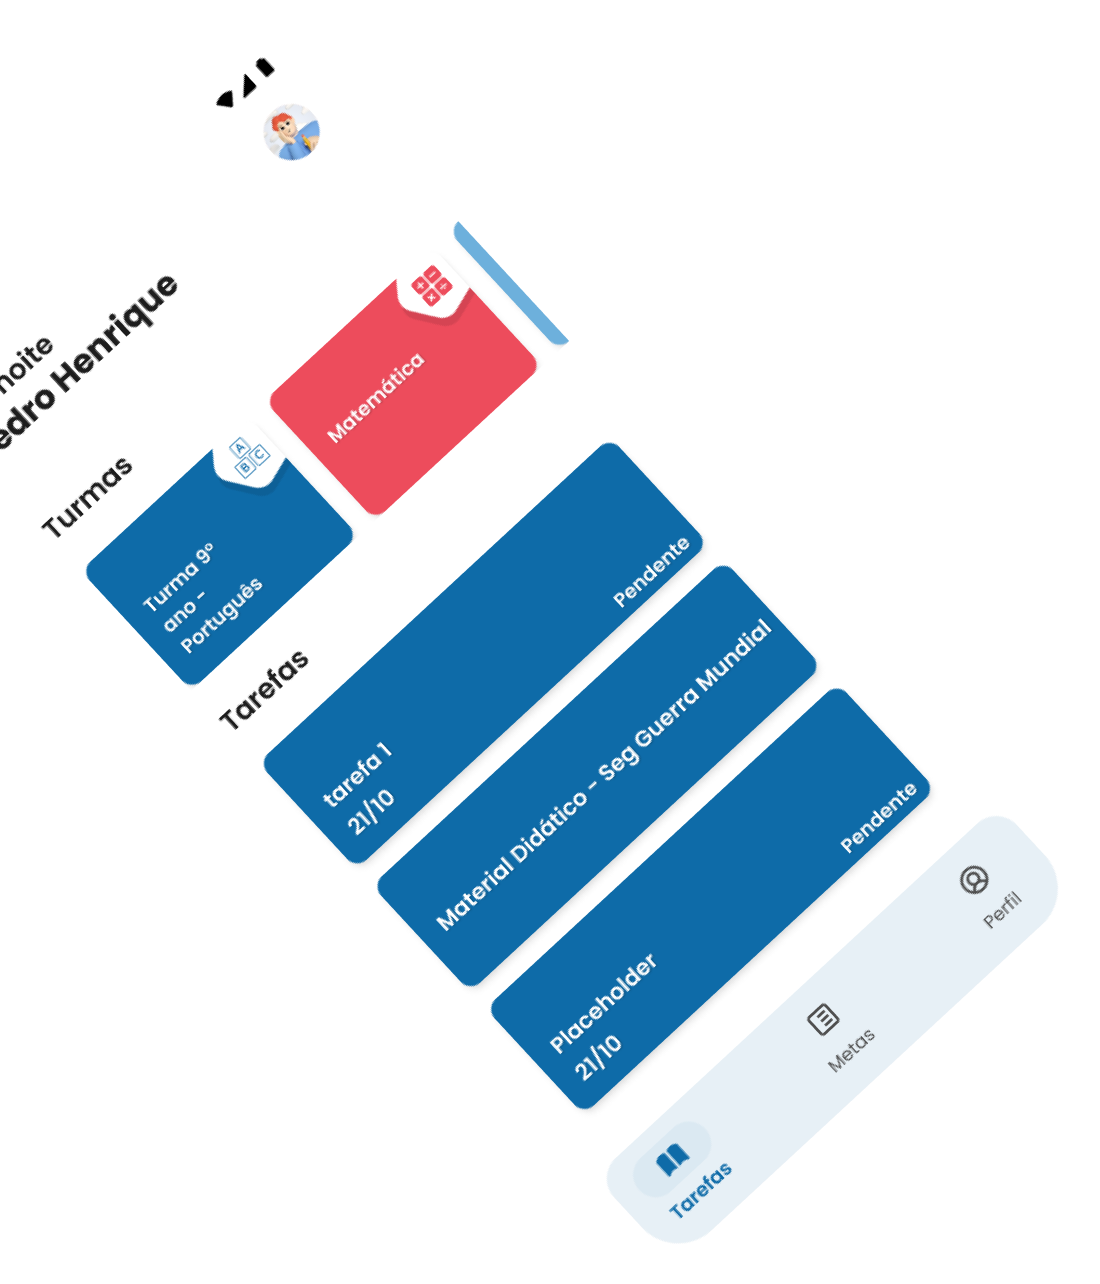 noite
edro Henrique
Turmas
A
B
C
Turma 9º
ano -
Português
Matemática
Tarefas
tarefa 1
21/10
Pendente
Material Didático - Seg Guerra Mundial
Placeholder
21/10
Pendente
Tarefas
Metas
Perfil